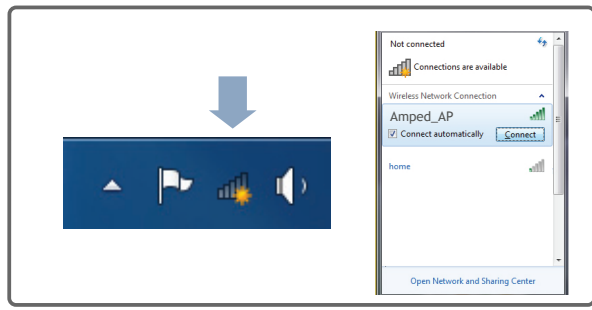 Not connected
Connections are available
Wireless Network Connection
Amped_AP
Connect automatically Connect
home
Open Network and Sharing Center